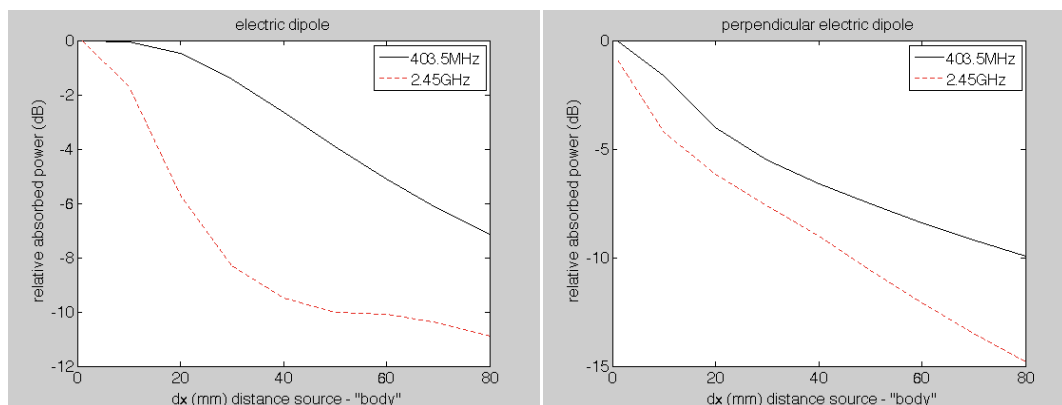 electric dipole
403.5MHz
2.45GHz
relative absorbed power (dB)
0
-2
-4
-6
-8
-10
-12
0 20 40 60 80
dx (mm) distance source - "body"
perpendicular electric dipole
403.5MHz
2.45GHz
relative absorbed power (dB)
0
-5
-10
-15
0 20 40 60 80
dx (mm) distance source - "body"